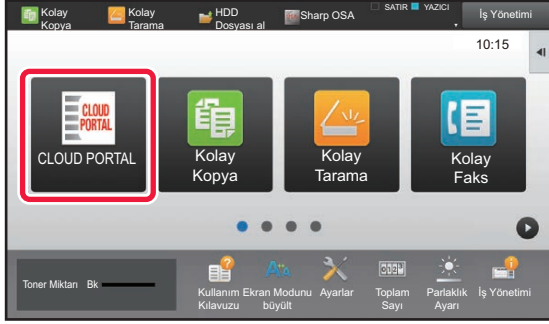 Kolay Kopya
Kolay Tarama
HDD Dosyası al
Sharp OSA
SATIR
YAZICI
İş Yönetimi
10:15
CLOUD PORTAL
CLOUD PORTAL
Kolay Kopya
Kolay Tarama
Kolay Faks
Toner Miktarı Bk
Kullanım Kılavuzu
Ekran Modunu büyült
Ayarlar
Toplam Sayı
Parlaklık Ayarı
İş Yönetimi